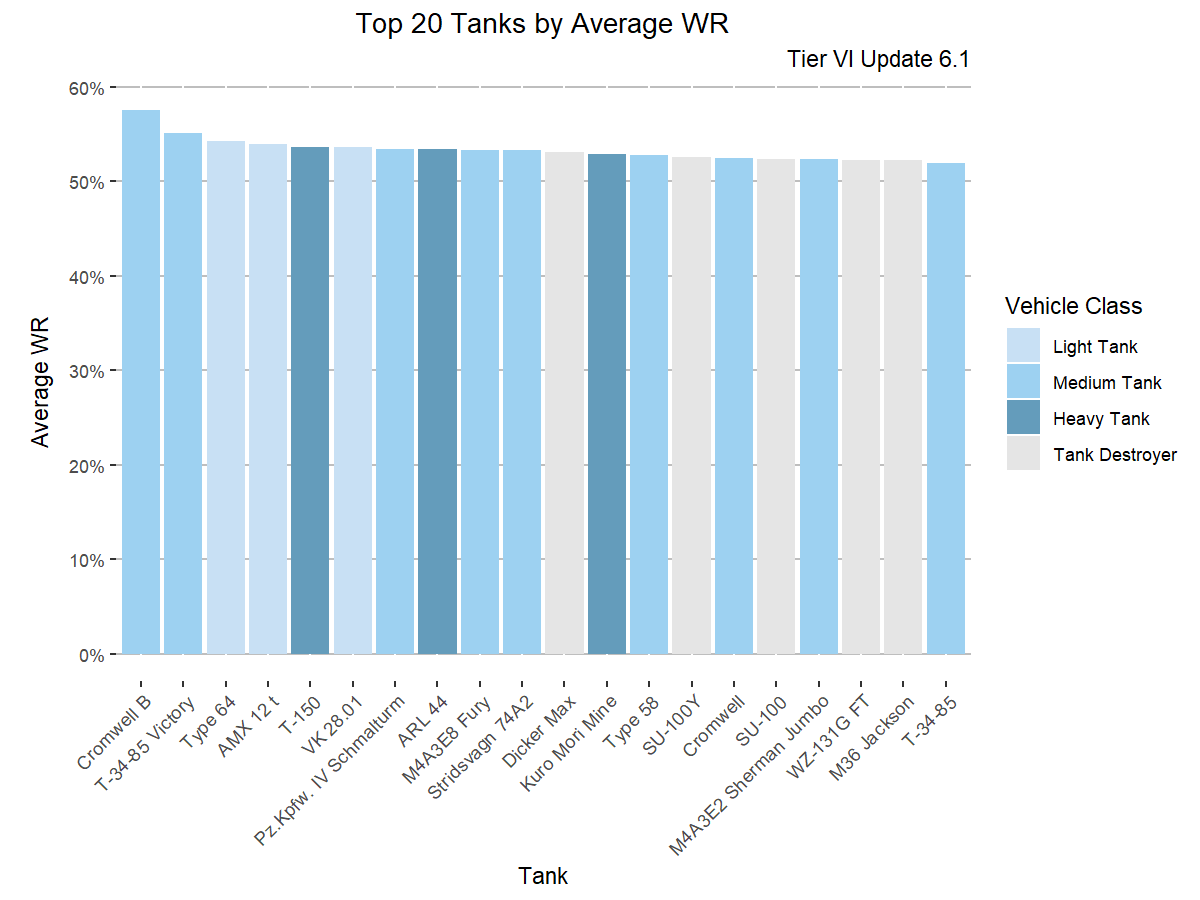 Top 20 Tanks by Average WR
Tier VI Update 6.1
Average WR
60%
50%
40%
30%
20%
10%
0%
Cromwell B
T-34-85 Victory
Type 64
AMX 12 t
T-150
VK 28.01
Pz.Kpfw. IV Schmalturm
ARL 44
M4A3E8 Fury
Stridsvagn 74A2
Dicker Max
Kuro Mori Mine
Type 58
SU-100Y
Cromwell
SU-100
M4A3E2 Sherman Jumbo
WZ-131G FT
M36 Jackson
T-34-85
Tank
Vehicle Class
Light Tank
Medium Tank
Heavy Tank
Tank Destroyer